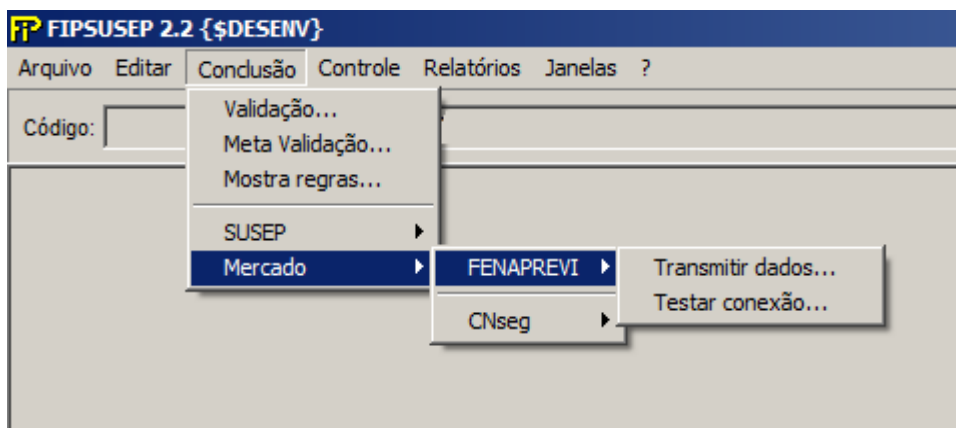 FIP FIPSUSEP 2.2 {$DESENV}
Arquivo Editar Conclusão Controle Relatórios Janelas ?
Código:
Validação...
Meta Validação...
Mostra regras...
SUSEP
Mercado
FENAPREVI
CNseg
Transmitir dados...
Testar conexão...